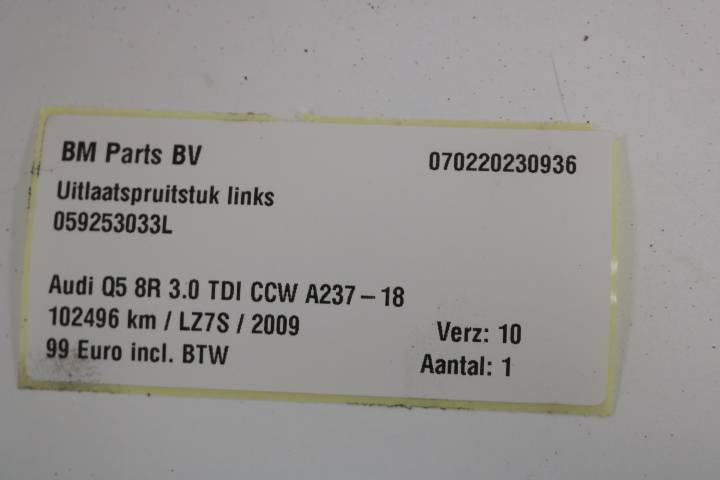 BM Parts BV
070220230936
Uitlaatspruitstuk links
059253033L
Audi Q5 8R 3.0 TDI CCW A237-18
102496 km / LZ7S / 2009
Verz: 10
99 Euro incl. BTW
Aantal: 1